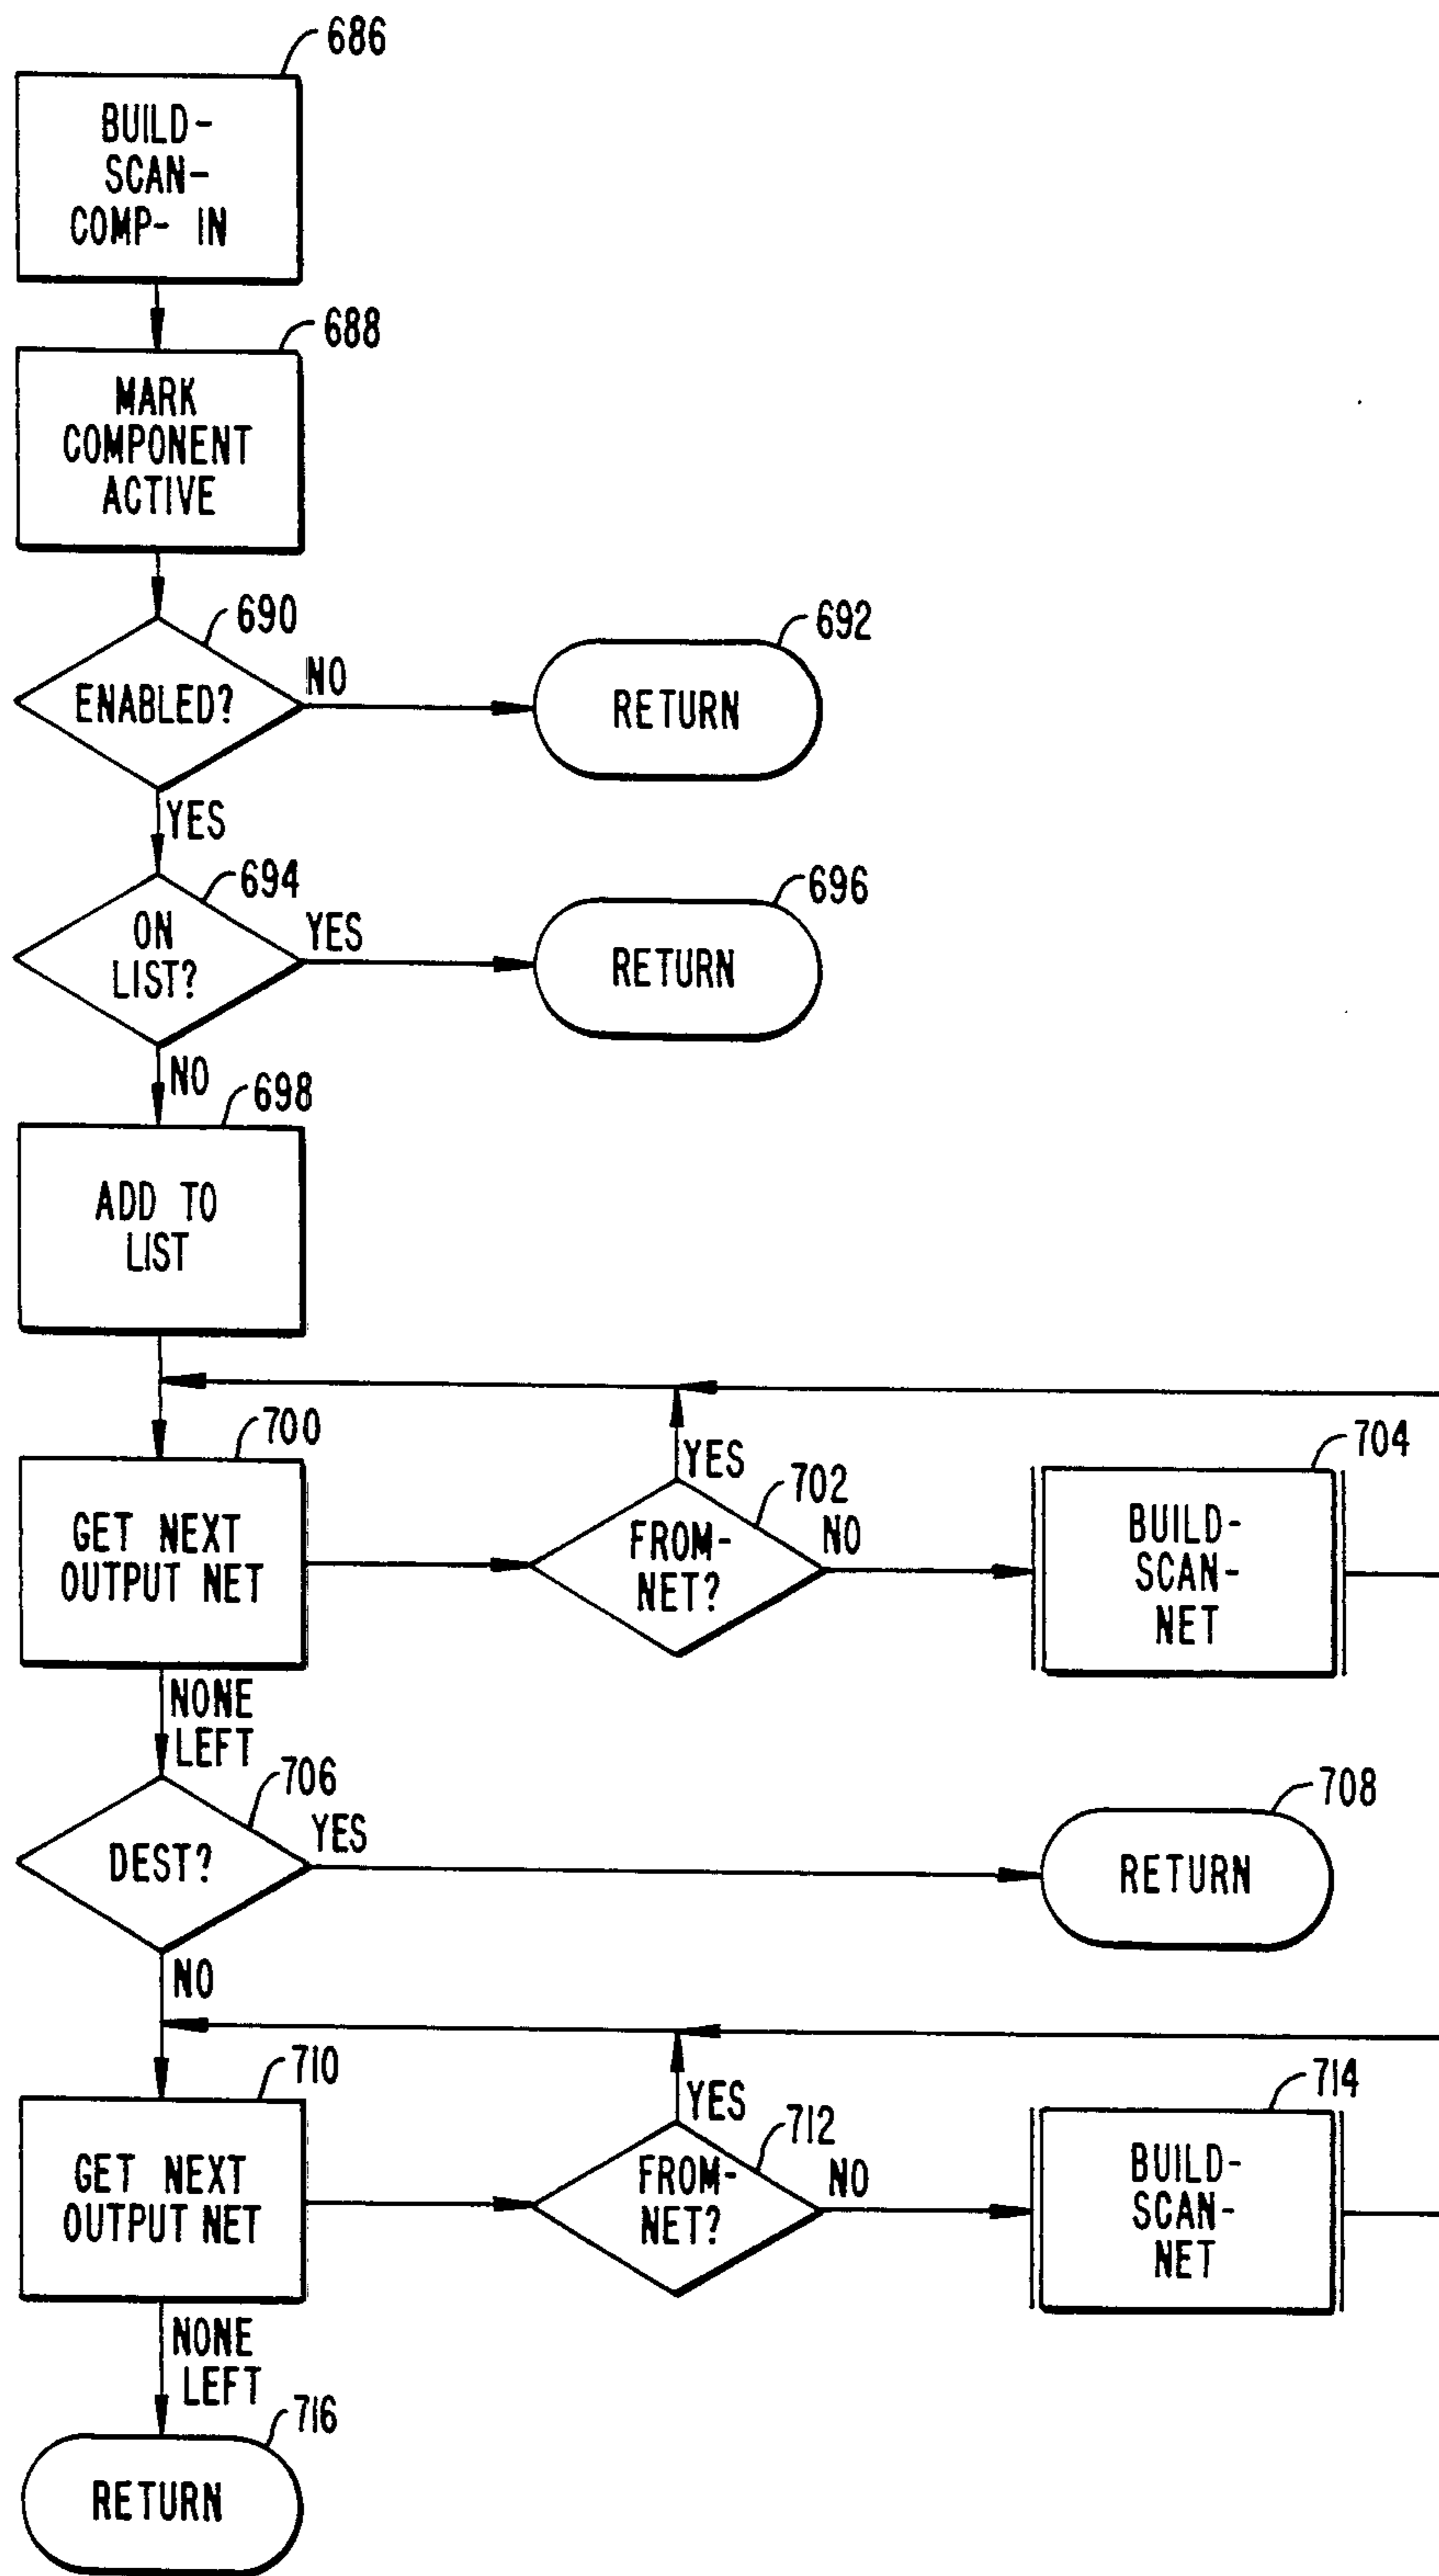 686
BUILD-
SCAN-
COMP- IN
688
MARK
COMPONENT
ACTIVE
690
ENABLED?
NO
692
RETURN
YES
694
ON
LIST?
YES
696
RETURN
NO
698
ADD TO
LIST
700
GET NEXT
OUTPUT NET
YES
702
FROM-
NET?
NO
704
BUILD-
SCAN-
NET
NONE
LEFT
706
DEST?
YES
708
RETURN
NO
710
GET NEXT
OUTPUT NET
YES
712
FROM-
NET?
NO
714
BUILD-
SCAN-
NET
NONE
LEFT
716
RETURN